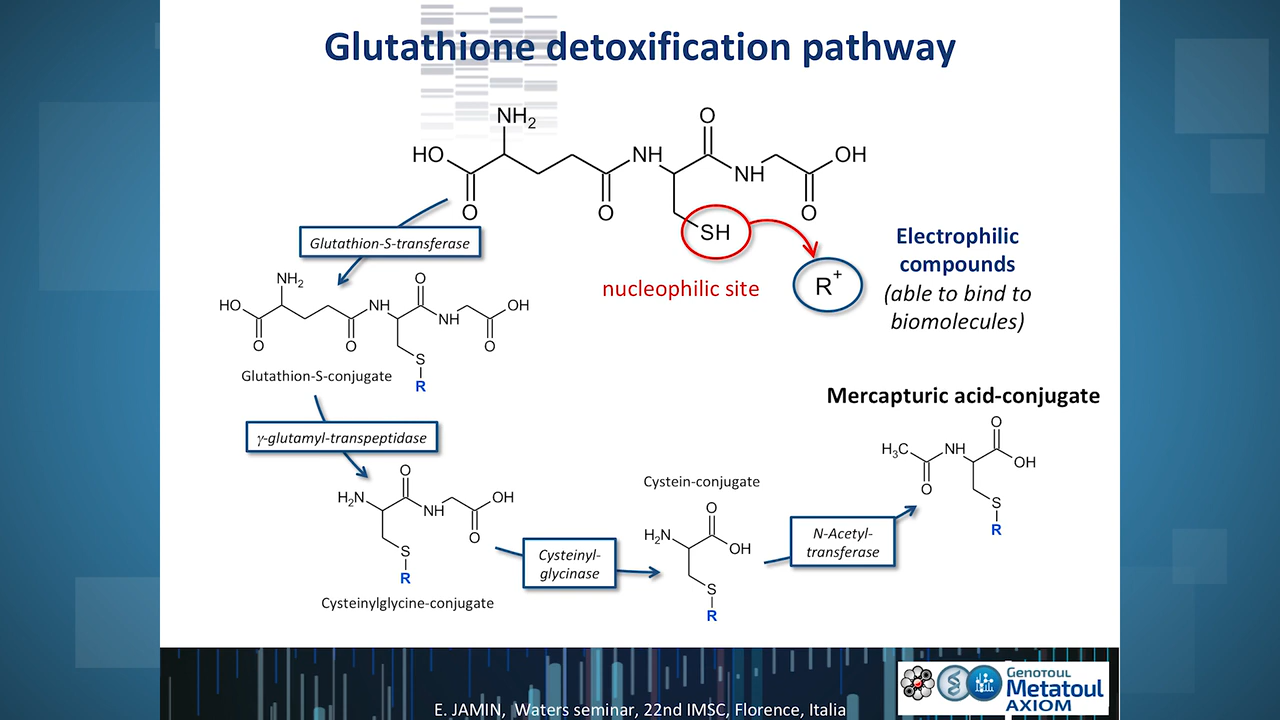 Glutathione detoxification pathway
NH2
O
HO
NH
OH
NH
O
O
O
SH
Glutathion-S-transferase
Electrophilic
compounds
(able to bind to
biomolecules)
nucleophilic site
R+
NH2
O
HO
NH
OH
NH
O
O
O
S
R
Glutathion-S-conjugate
γ-glutamyl-transpeptidase
O
H2N
OH
NH
O
S
R
Cysteinylglycine-conjugate
Cysteinyl-
glycinase
Cystein-conjugate
O
H2N
OH
S
R
N-Acetyl-
transferase
Mercapturic acid-conjugate
O
H3C
NH
OH
O
S
R
E. JAMIN, Waters seminar, 22nd IMSC, Florence, Italia
GENOTOUL
Metatoul
AXIOM